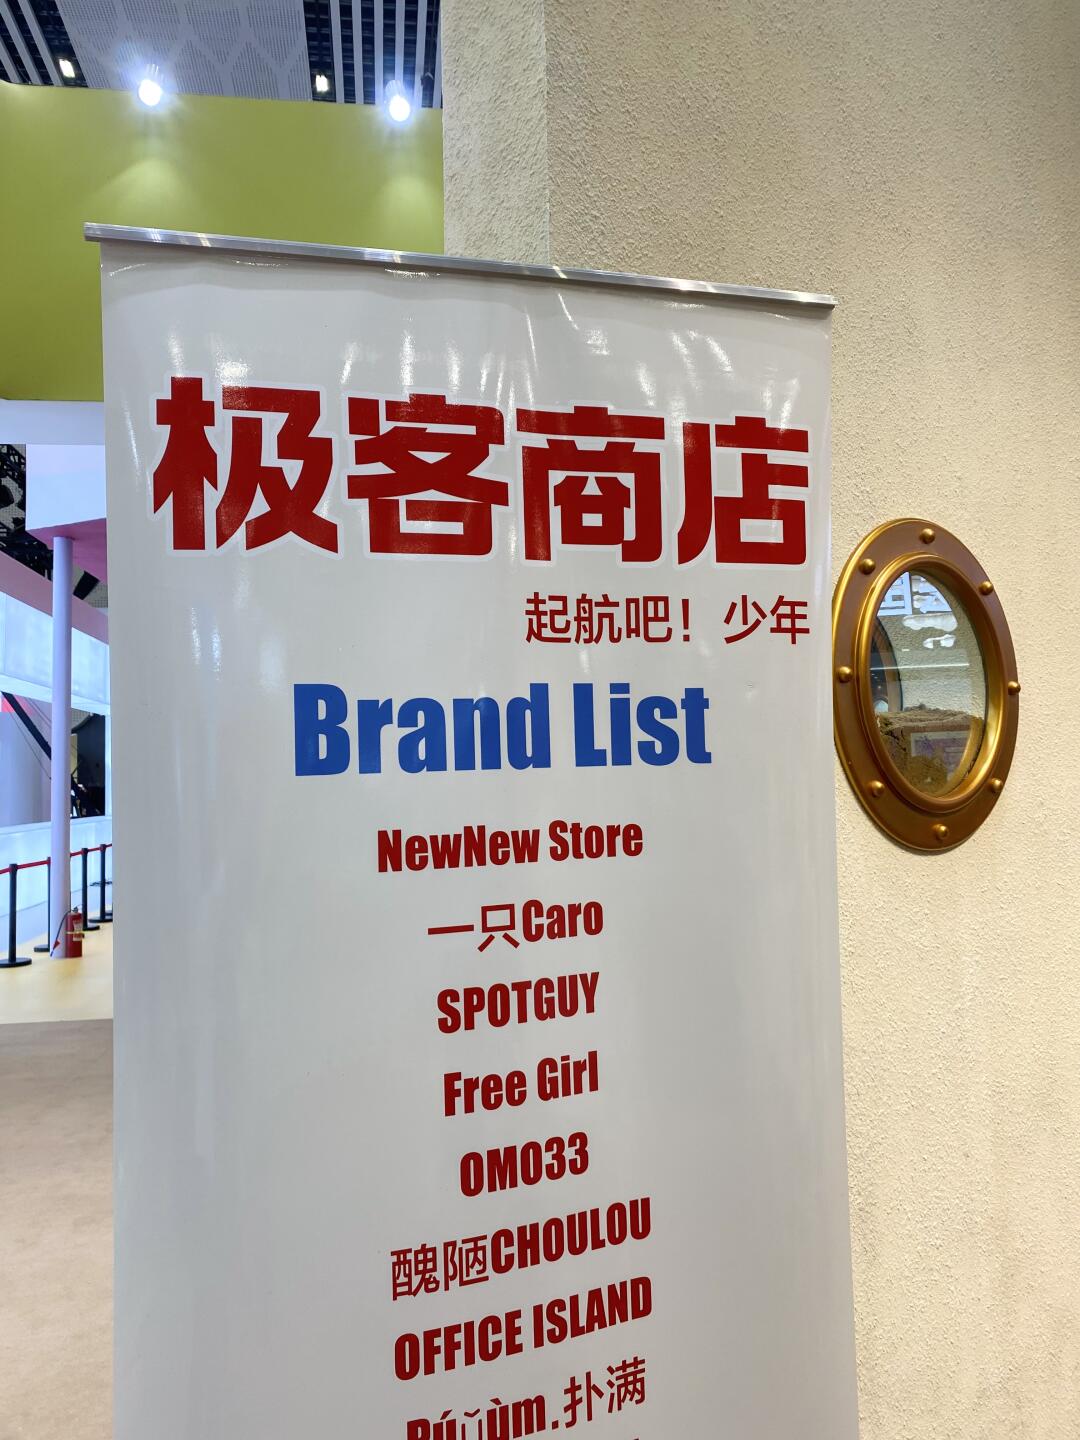 极客商店
起航吧！少年
Brand List
NewNew Store
一只Caro
SPOTGUY
Free Girl
OMO33
醜陋CHOULOU
OFFICE ISLAND
.扑满